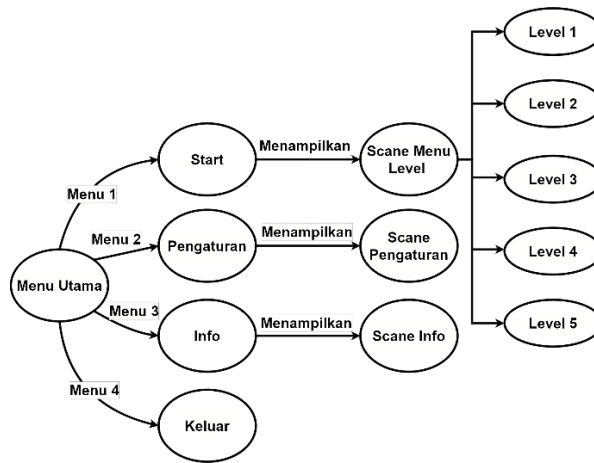 Level 1
Level 2
Start
Menampilkan
Scane Menu
Level
Level 3
Menu 1
Menu 2
Pengaturan
Menampilkan
Scane
Pengaturan
Level 4
Menu Utama
Menu 3
Info
Menampilkan
Scane Info
Level 5
Menu 4
Keluar